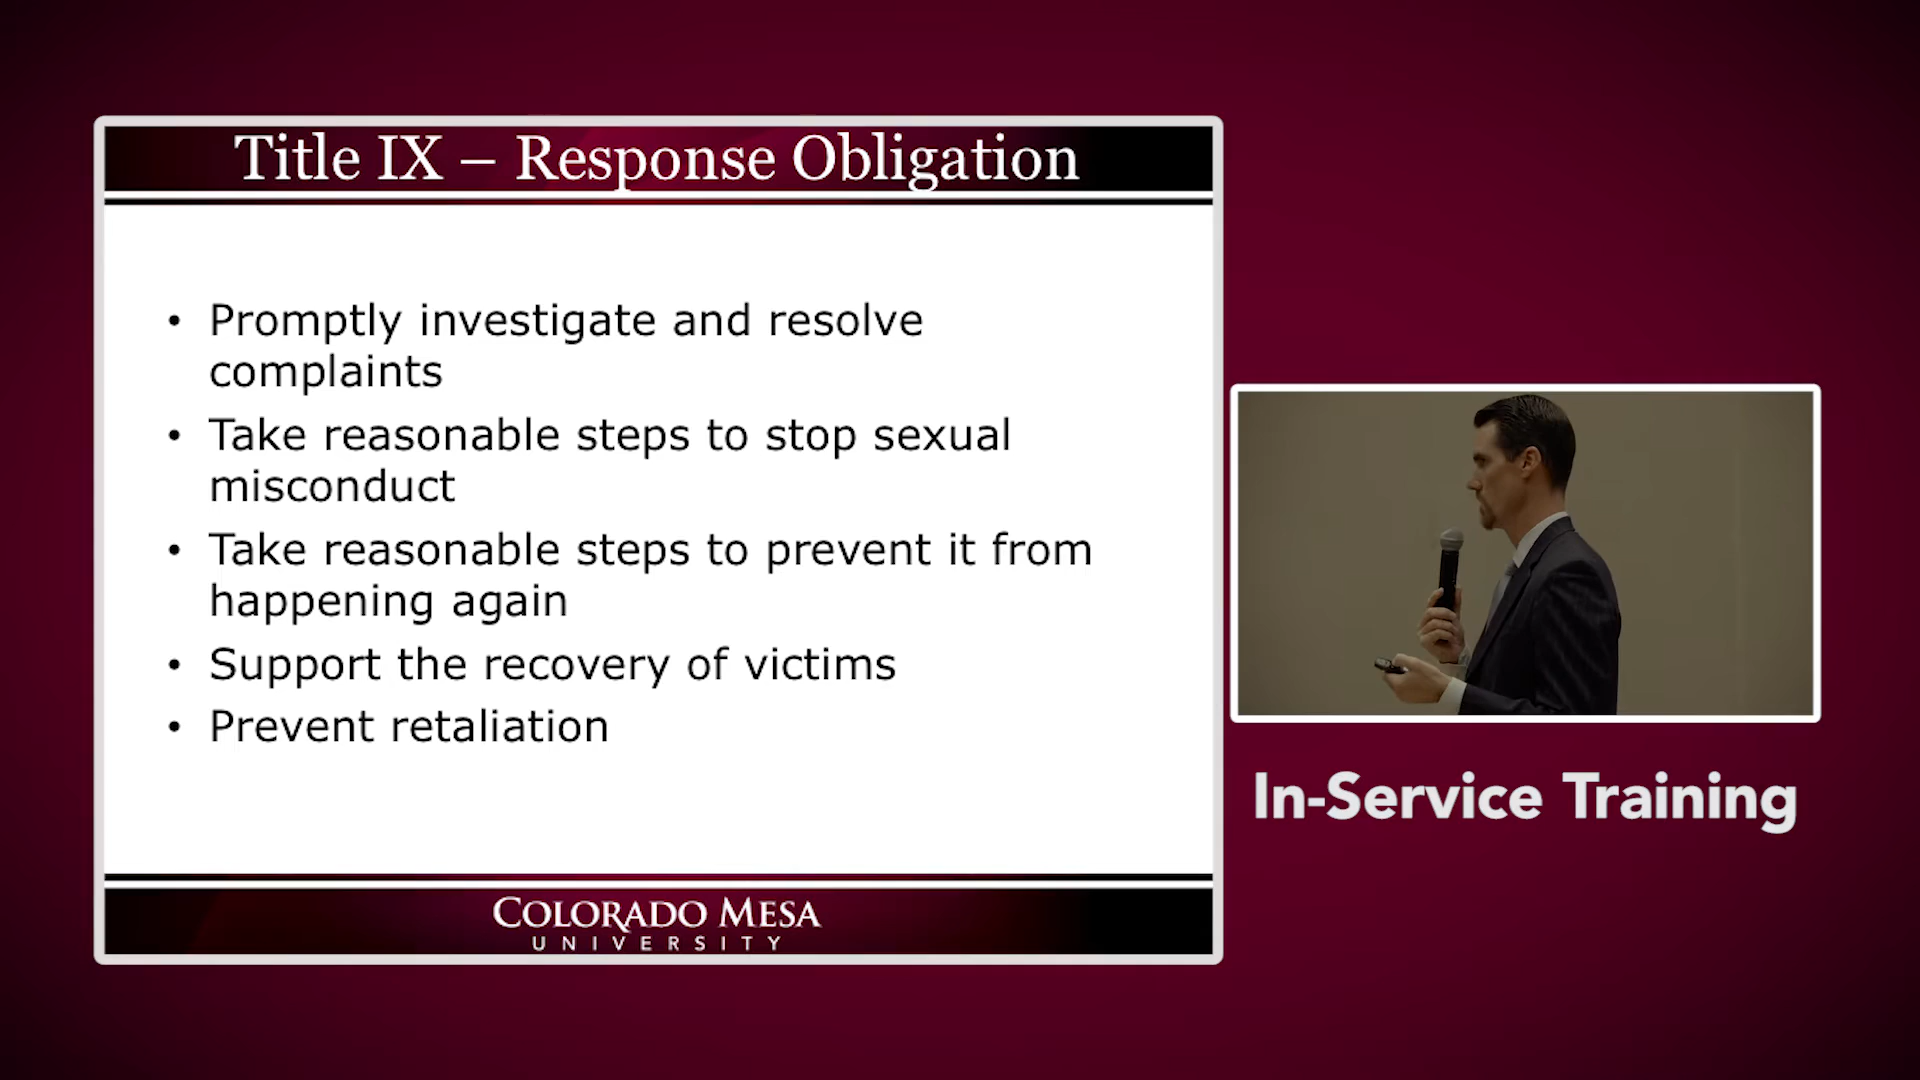 Title IX – Response Obligation
• Promptly investigate and resolve
complaints
• Take reasonable steps to stop sexual
misconduct
• Take reasonable steps to prevent it from
happening again
• Support the recovery of victims
• Prevent retaliation
COLORADO MESA
UNIVERSITY
In-Service Training